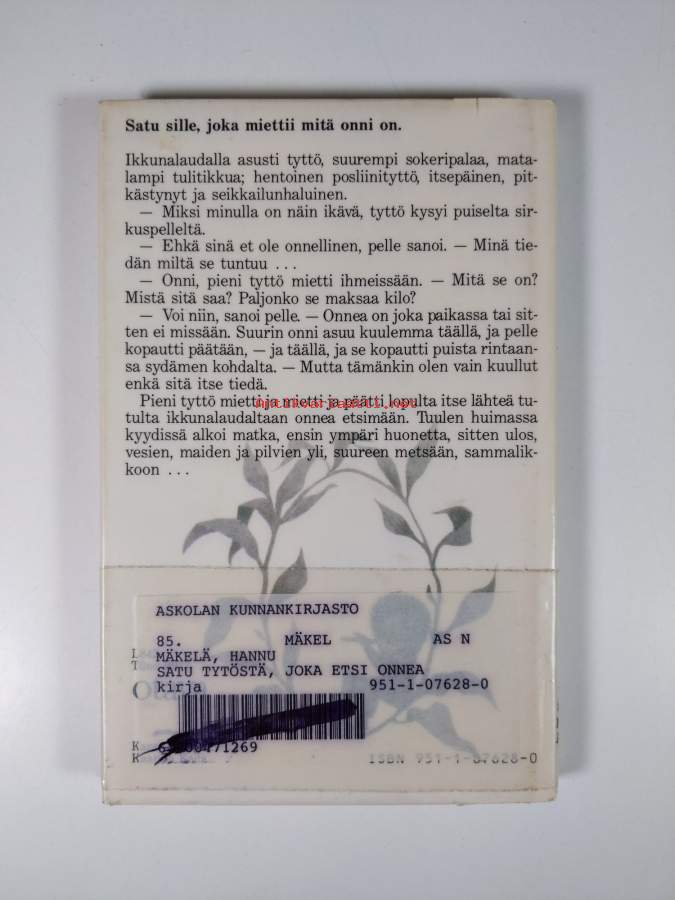 Satu sille, joka miettii mitä onni on.
Ikkunalaudalla asusti tyttö, suurempi sokeripalaa, mata-
lampi tulitikkua; hentoinen posliinityttö, itsepäinen, pit-
kästynyt ja seikkailunhaluinen.
— Miksi minulla on näin ikävä, tyttö kysyi puiselta sir-
kuspelleltä.
— Ehkä sinä et ole onnellinen, pelle sanoi. — Minä tie-
dän miltä se tuntuu . . .
— Onni, pieni tyttö mietti ihmeissään. — Mitä se on?
Mistä sitä saa? Paljonko se maksaa kilo?
— Voi niin, sanoi pelle. — Onnea on joka paikassa tai sit-
ten ei missään. Suurin onni asuu kuulemma täällä, ja pelle
kopautti päätään, — ja täällä, ja se kopautti puista rintaan-
sa sydämen kohdalta. — Mutta tämänkin olen vain kuullut
enkä sitä itse tiedä.
Pieni tyttö mietti ja mietti ja päätti lopulta itse lähteä tu-
antikvariaatti.net
tulta ikkunalaudaltaan onnea etsimään. Tuulen huimassa
kyydissä alkoi matka, ensin ympäri huonetta, sitten ulos,
vesien, maiden ja pilvien yli, suureen metsään, sammalik-
koon . . .
ASKOLAN KUNNANKIRJASTO
85. MÄKEL AS N
MÄKELÄ, HANNU
SATU TYTÖSTÄ, JOKA ETSI ONNEA
kirja 951-1-07628-0
ISBN 951-1-07628-0